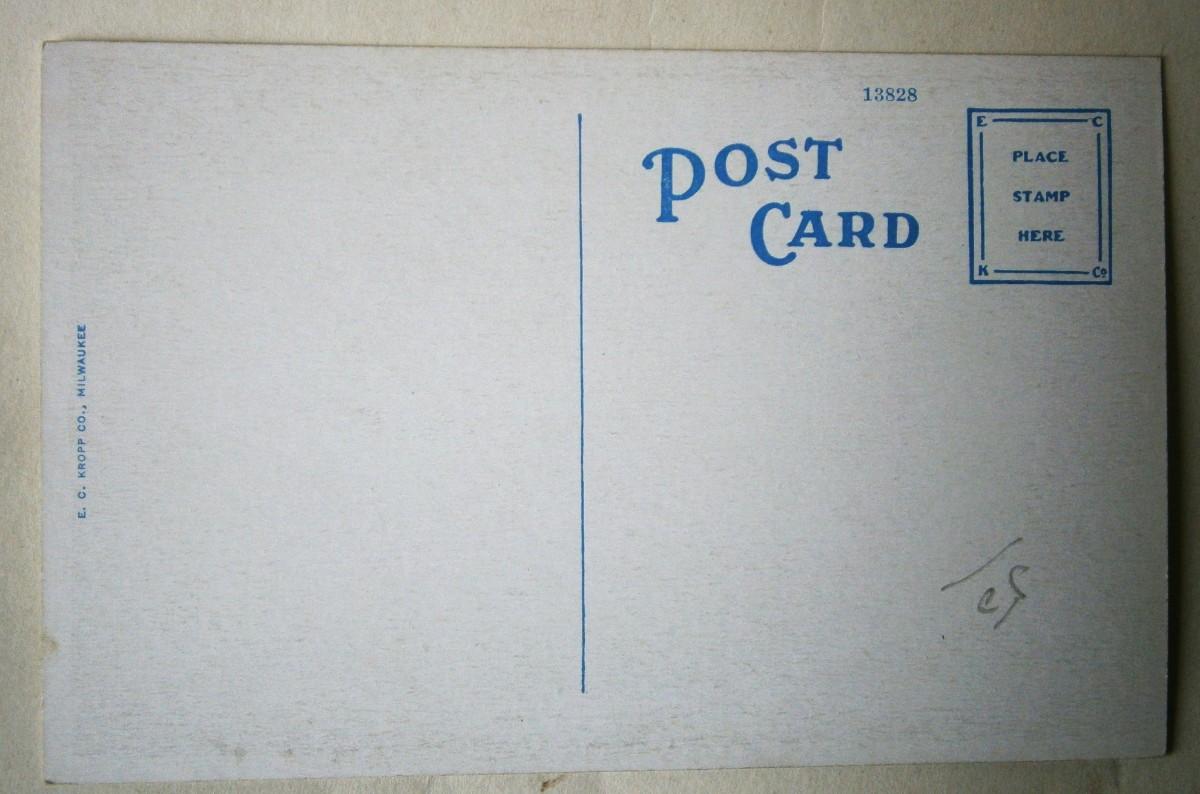 13828
POST
CARD
E C
PLACE
STAMP
HERE
K Co
E. C. KROPP CO., MILWAUKEE